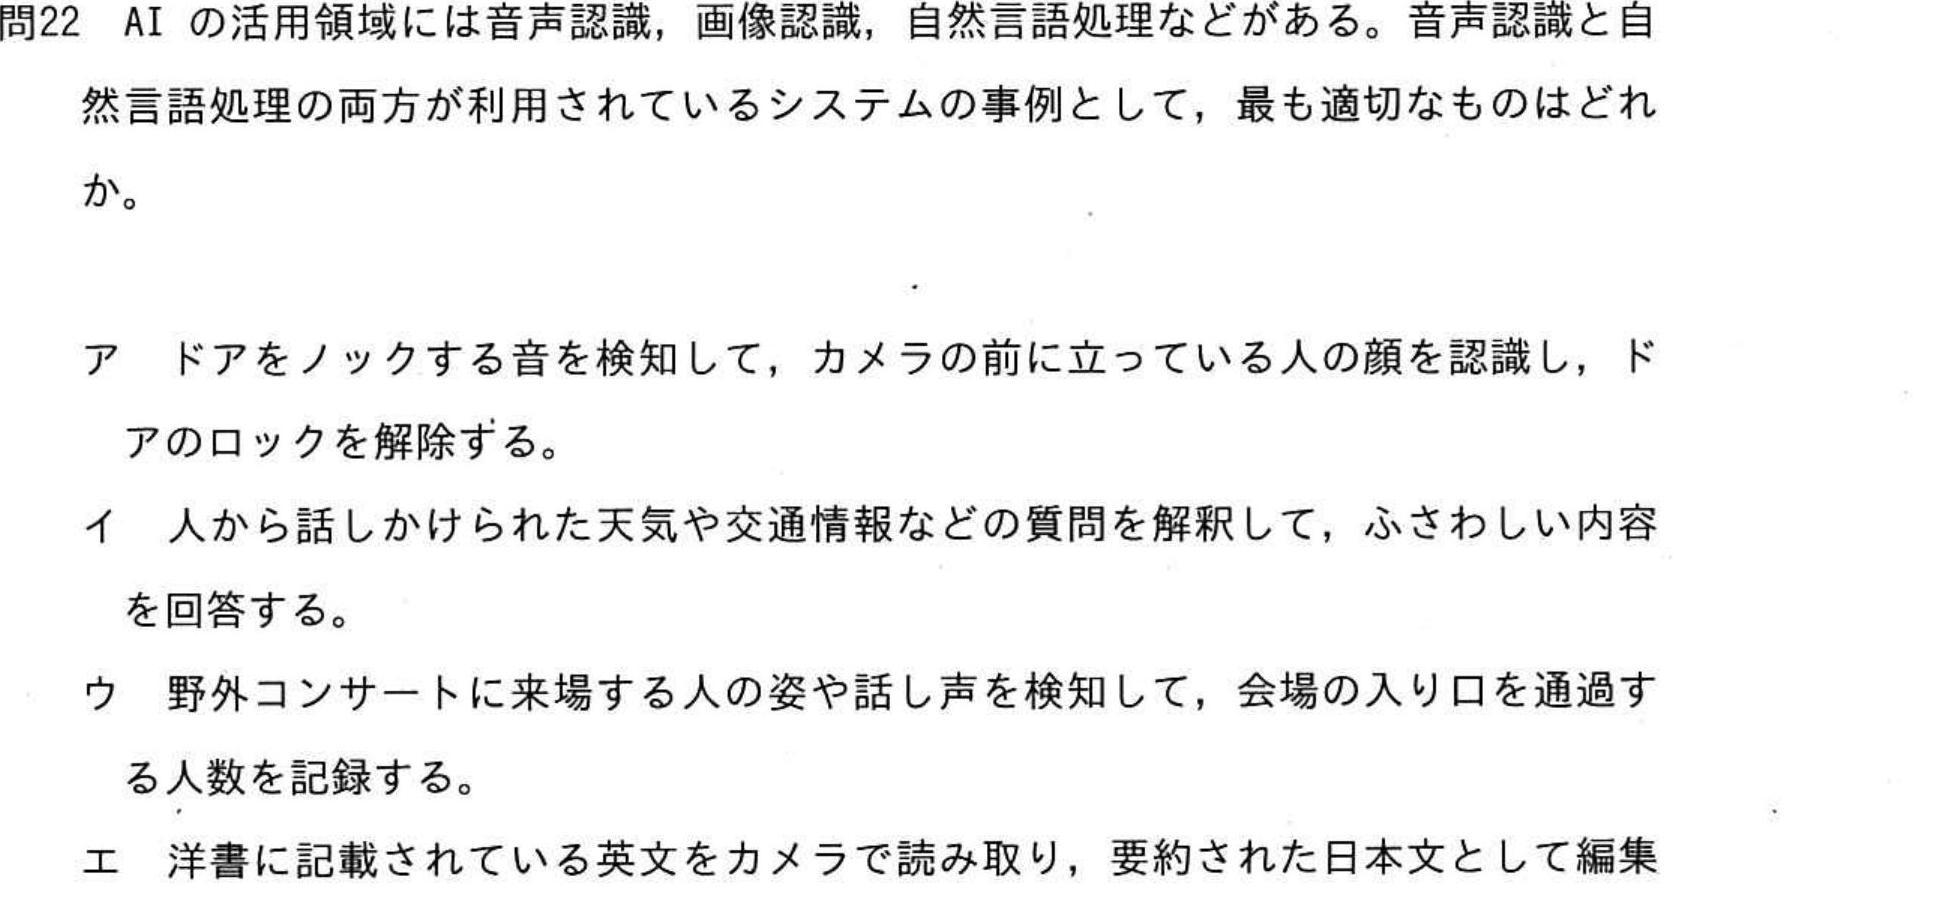 問22 AI の活用領域には音声認識，画像認識，自然言語処理などがある。音声認識と自
然言語処理の両方が利用されているシステムの事例として，最も適切なものはどれ
か。
ア ドアをノックする音を検知して，カメラの前に立っている人の顔を認識し，ド
アのロックを解除する。
イ 人から話しかけられた天気や交通情報などの質問を解釈して，ふさわしい内容
を回答する。
ウ 野外コンサートに来場する人の姿や話し声を検知して，会場の入り口を通過す
る人数を記録する。
エ 洋書に記載されている英文をカメラで読み取り，要約された日本文として編集